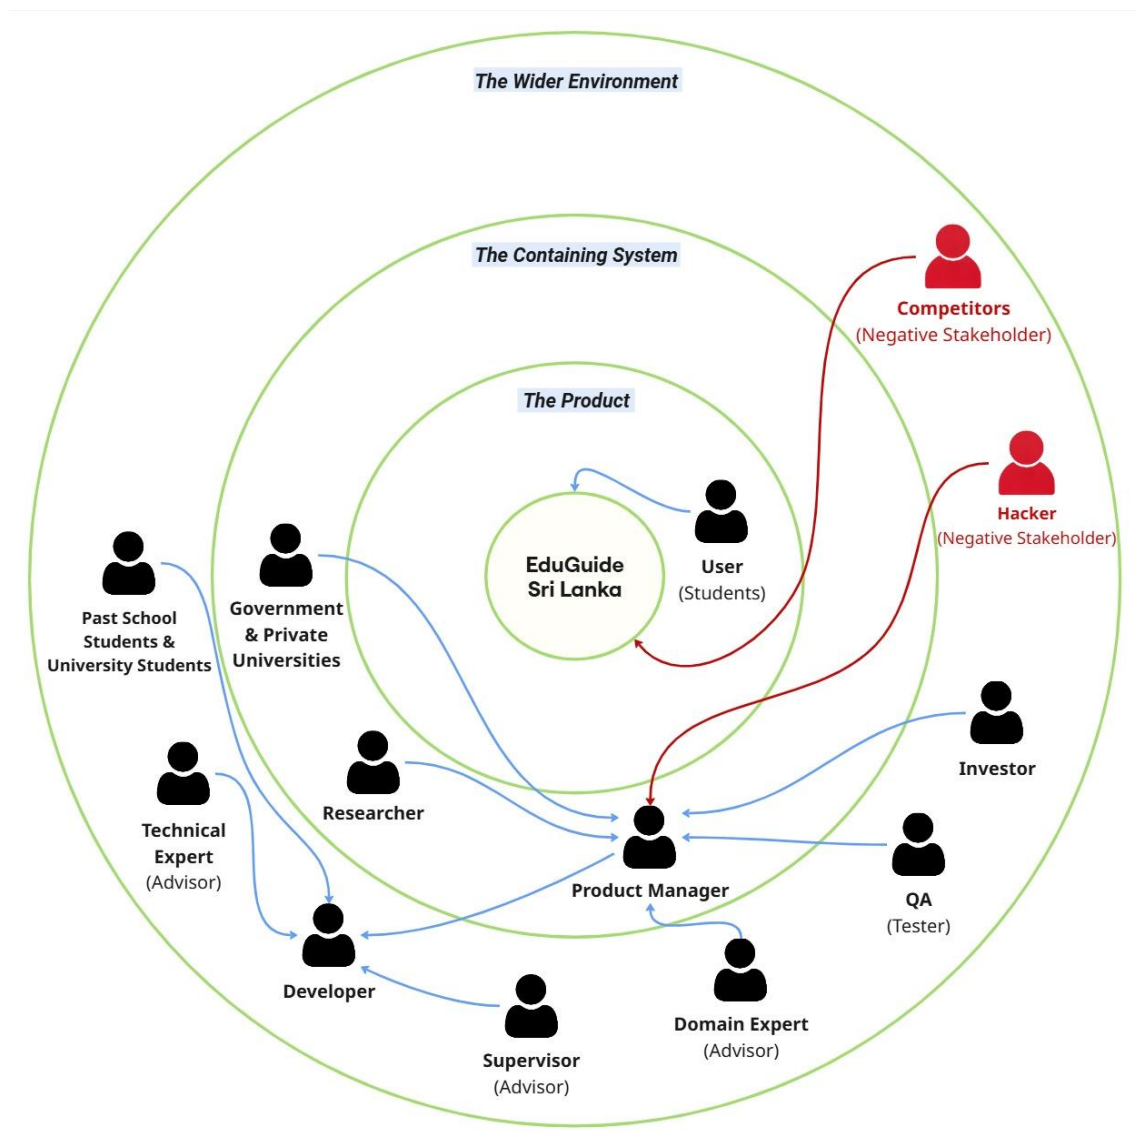 The Wider Environment
The Containing System
The Product
Competitors
(Negative Stakeholder)
Hacker
(Negative Stakeholder)
EduGuide
Sri Lanka
User
(Students)
Past School
Students &
University Students
Government
& Private
Universities
Investor
Researcher
Technical
Expert
(Advisor)
Product Manager
QA
(Tester)
Developer
Domain Expert
(Advisor)
Supervisor
(Advisor)